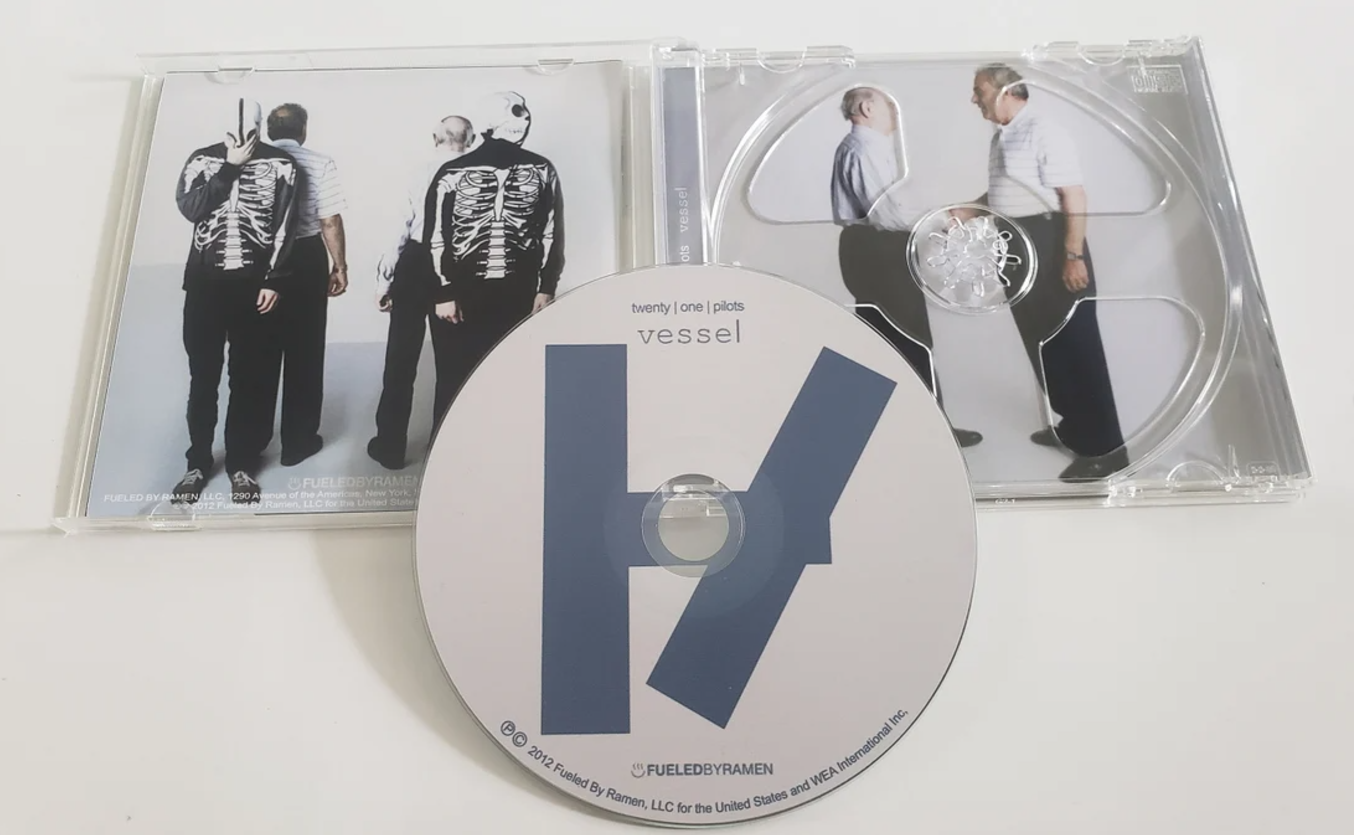 FUELEDBYRAMEN
FUELED BY RAMEN, LLC, 1290 Avenue of the Americas, New York,
2012 Fueled By Ramen, LLC for the United States
vessel
twenty | one | pilots
vessel
℗© 2012 Fueled By Ramen, LLC for the United States and WEA International Inc.
FUELEDBYRAMEN